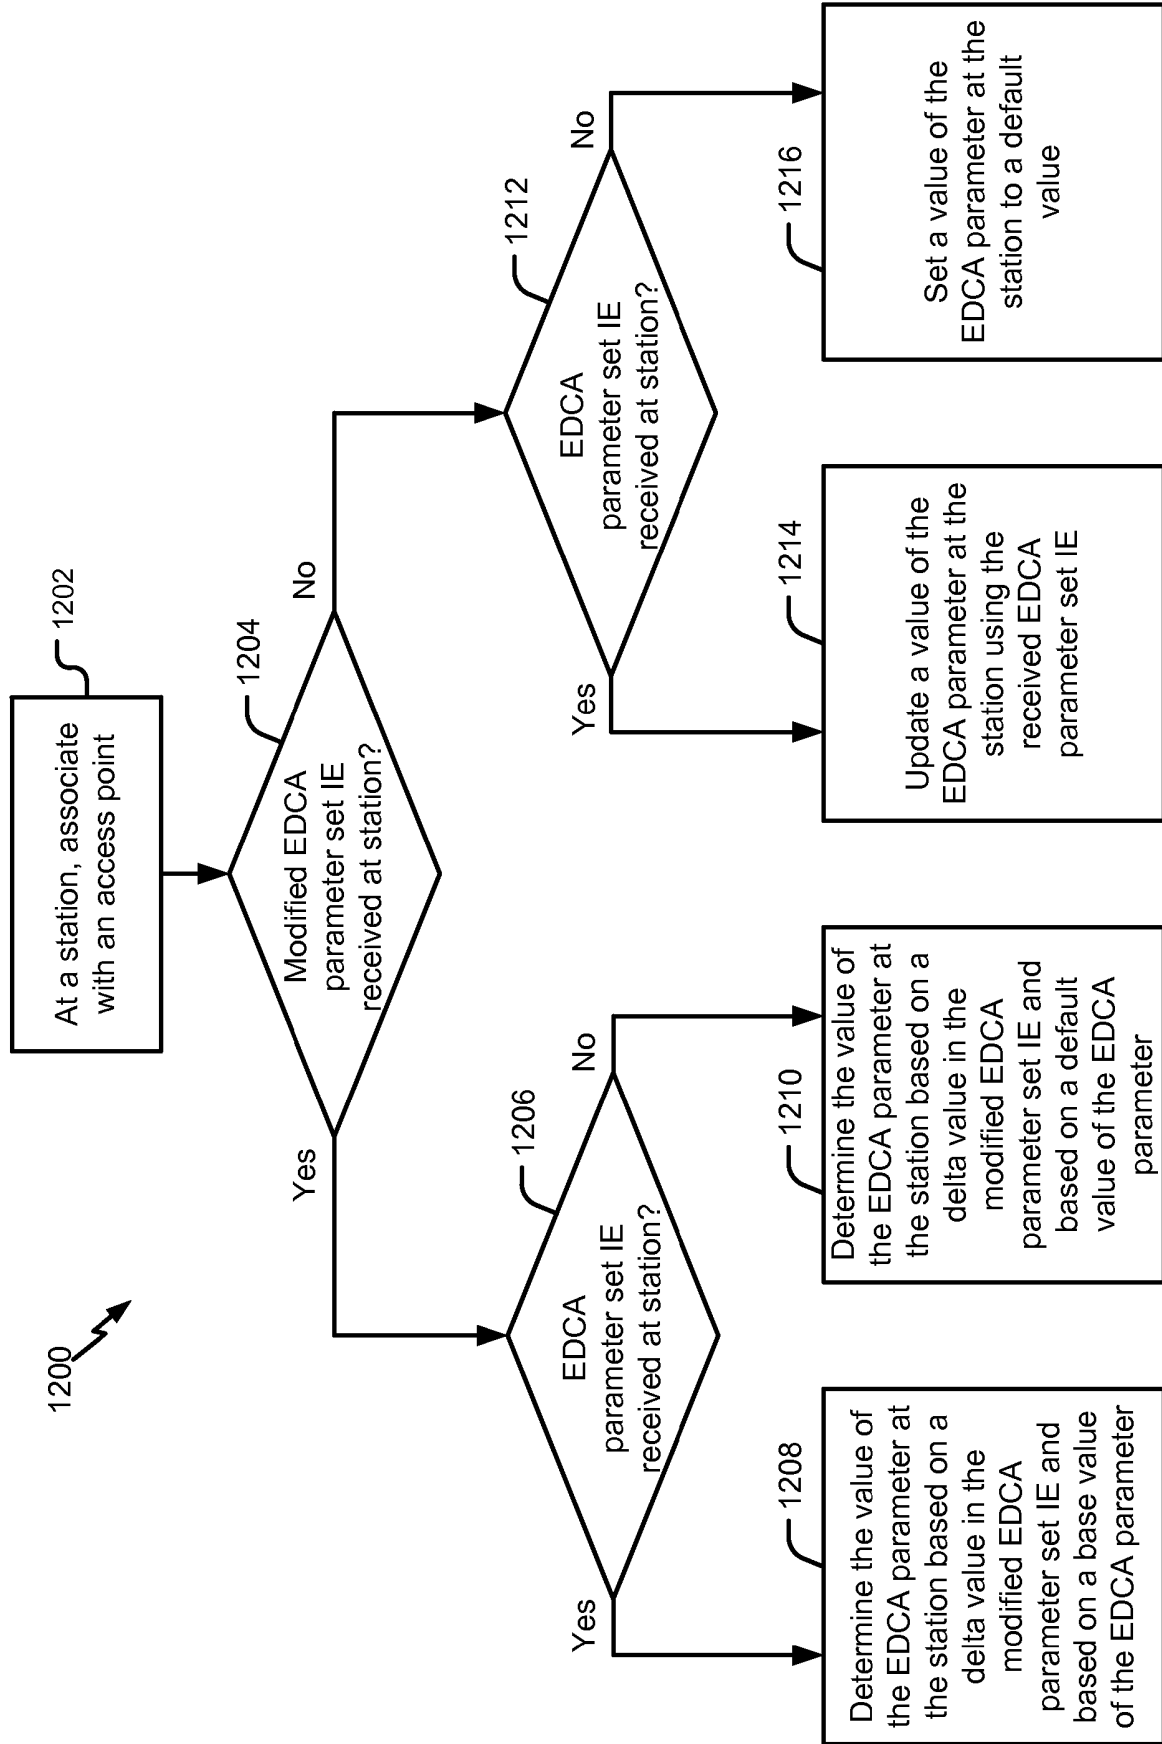 1200
At a station, associate
with an access point
1202
Modified EDCA
parameter set IE
received at station?
1204
Yes
No
EDCA
parameter set IE
received at station?
1206
Yes
No
EDCA
parameter set IE
received at station?
1212
Yes
No
Determine the value of
the EDCA parameter at
the station based on a
delta value in the
modified EDCA
parameter set IE and
based on a base value
of the EDCA parameter
1208
Determine the value of
the EDCA parameter at
the station based on a
delta value in the
modified EDCA
parameter set IE and
based on a default
value of the EDCA
parameter
1210
Update a value of the
EDCA parameter at the
station using the
received EDCA
parameter set IE
1214
Set a value of the
EDCA parameter at the
station to a default
value
1216